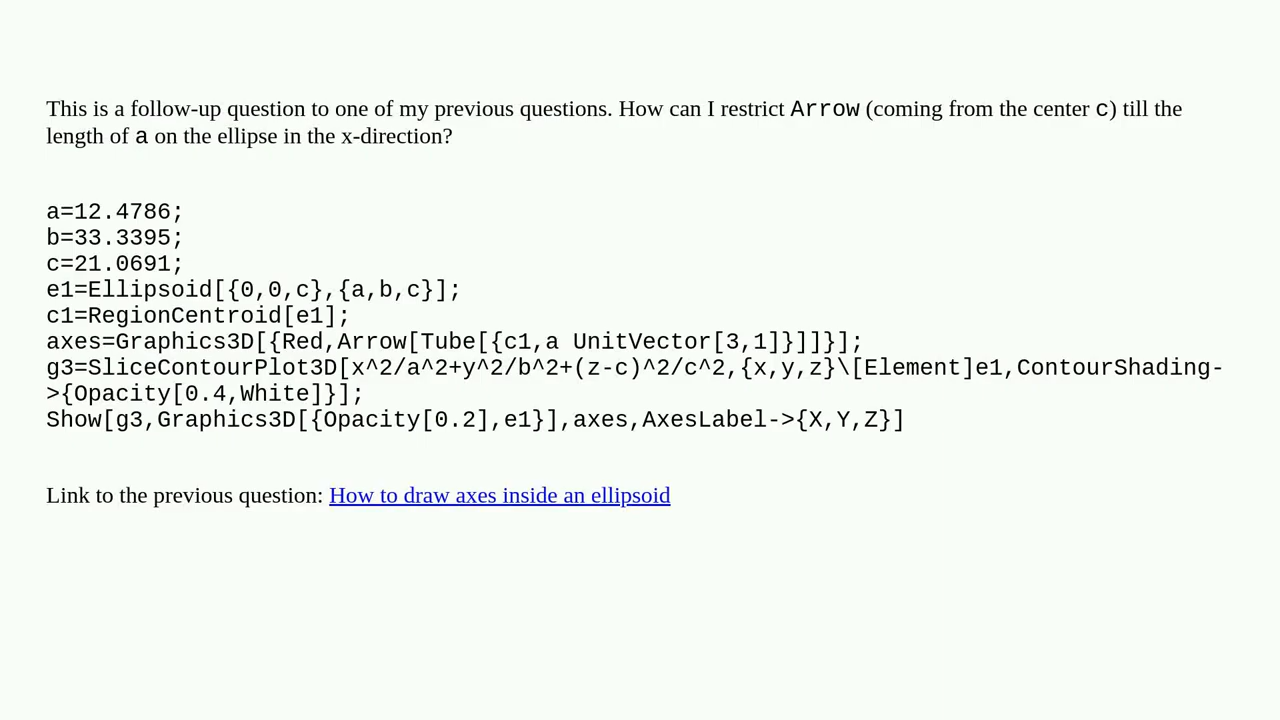 This is a follow-up question to one of my previous questions. How can I restrict Arrow (coming from the center c) till the
length of a on the ellipse in the x-direction?
a=12.4786;
b=33.3395;
c=21.0691;
e1=Ellipsoid[{0,0,c},{a,b,c}];
c1=RegionCentroid[e1];
axes=Graphics3D[{Red,Arrow[Tube[{c1,a UnitVector[3,1]}]]}];
g3=SliceContourPlot3D[x^2/a^2+y^2/b^2+(z-c)^2/c^2,{x,y,z}\[Element]e1,ContourShading-
>{Opacity[0.4,White]}];
Show[g3,Graphics3D[{Opacity[0.2],e1}],axes,AxesLabel->{X,Y,Z}]
Link to the previous question: How to draw axes inside an ellipsoid